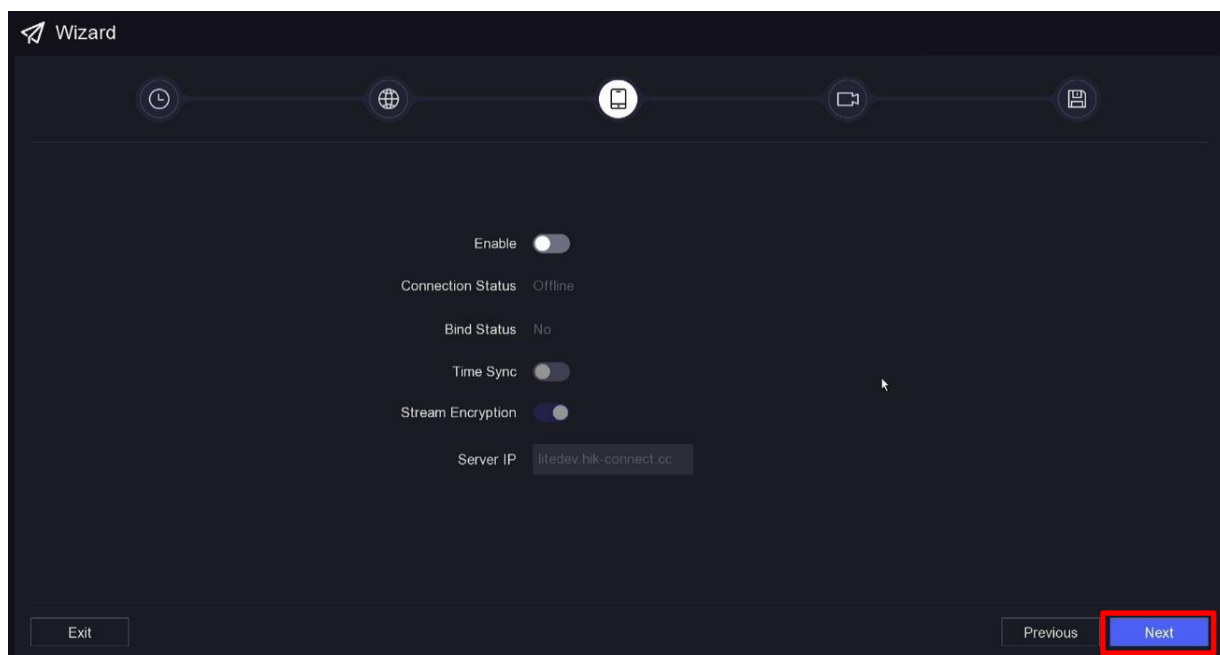 Wizard
Enable
Connection Status Offline
Bind Status No
Time Sync
Stream Encryption
Server IP litedev.hik-connect.cc
Exit Previous Next